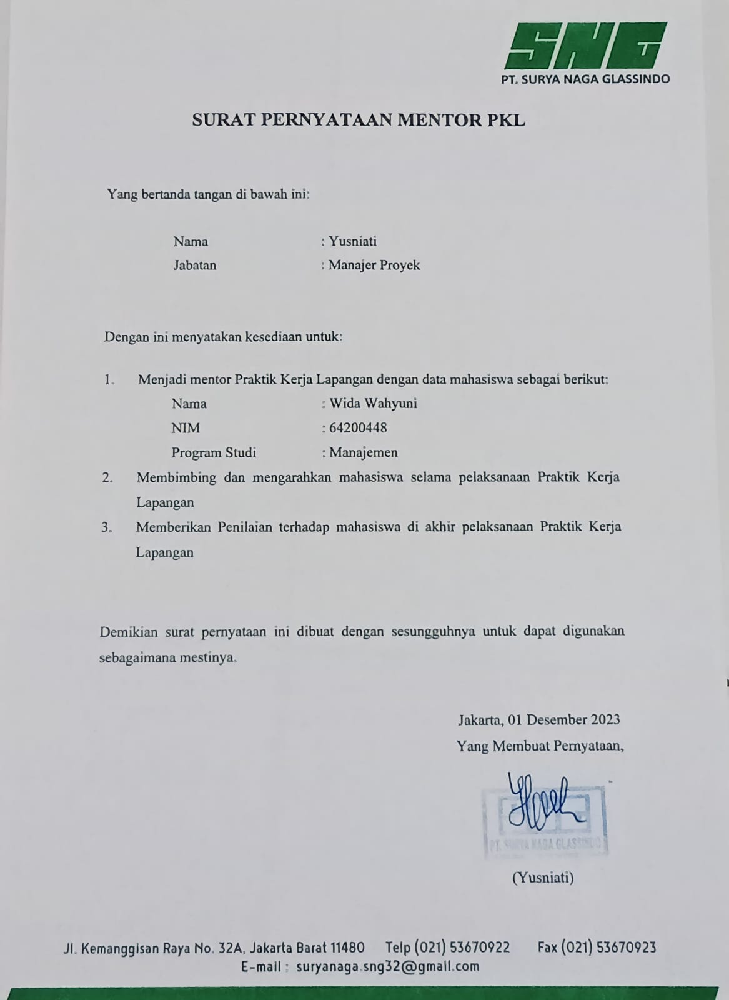 SNG
PT. SURYA NAGA GLASSINDO
SURAT PERNYATAAN MENTOR PKL
Yang bertanda tangan di bawah ini:
Nama : Yusniati
Jabatan : Manajer Proyek
Dengan ini menyatakan kesediaan untuk:
1. Menjadi mentor Praktik Kerja Lapangan dengan data mahasiswa sebagai berikut:
Nama : Wida Wahyuni
NIM : 64200448
Program Studi : Manajemen
2. Membimbing dan mengarahkan mahasiswa selama pelaksanaan Praktik Kerja
Lapangan
3. Memberikan Penilaian terhadap mahasiswa di akhir pelaksanaan Praktik Kerja
Lapangan
Demikian surat pernyataan ini dibuat dengan sesungguhnya untuk dapat digunakan
sebagaimana mestinya.
Jakarta, 01 Desember 2023
Yang Membuat Pernyataan,
PT. SURYA NAGA GLASSINDO
(Yusniati)
Jl. Kemanggisan Raya No. 32A, Jakarta Barat 11480 Telp (021) 53670922 Fax (021) 53670923
E-mail : suryanaga.sng32@gmail.com